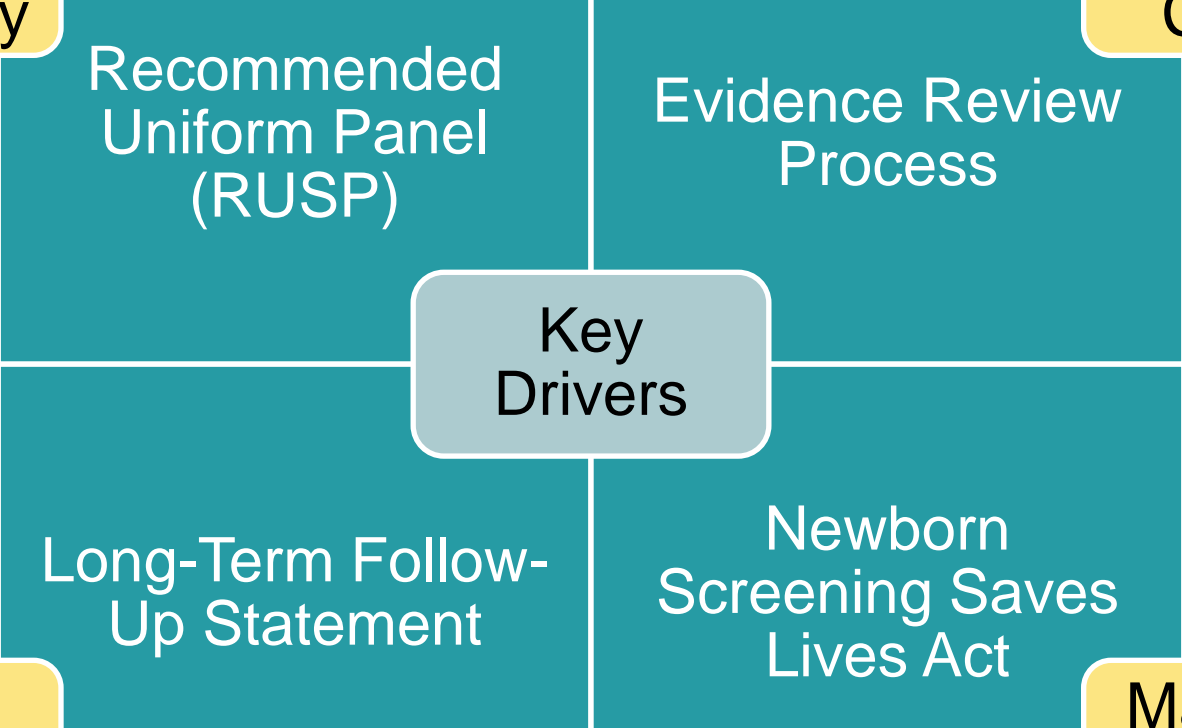 Recommended
Uniform Panel
(RUSP)
Evidence Review
Process
Key
Drivers
Long-Term Follow-
Up Statement
Newborn
Screening Saves
Lives Act